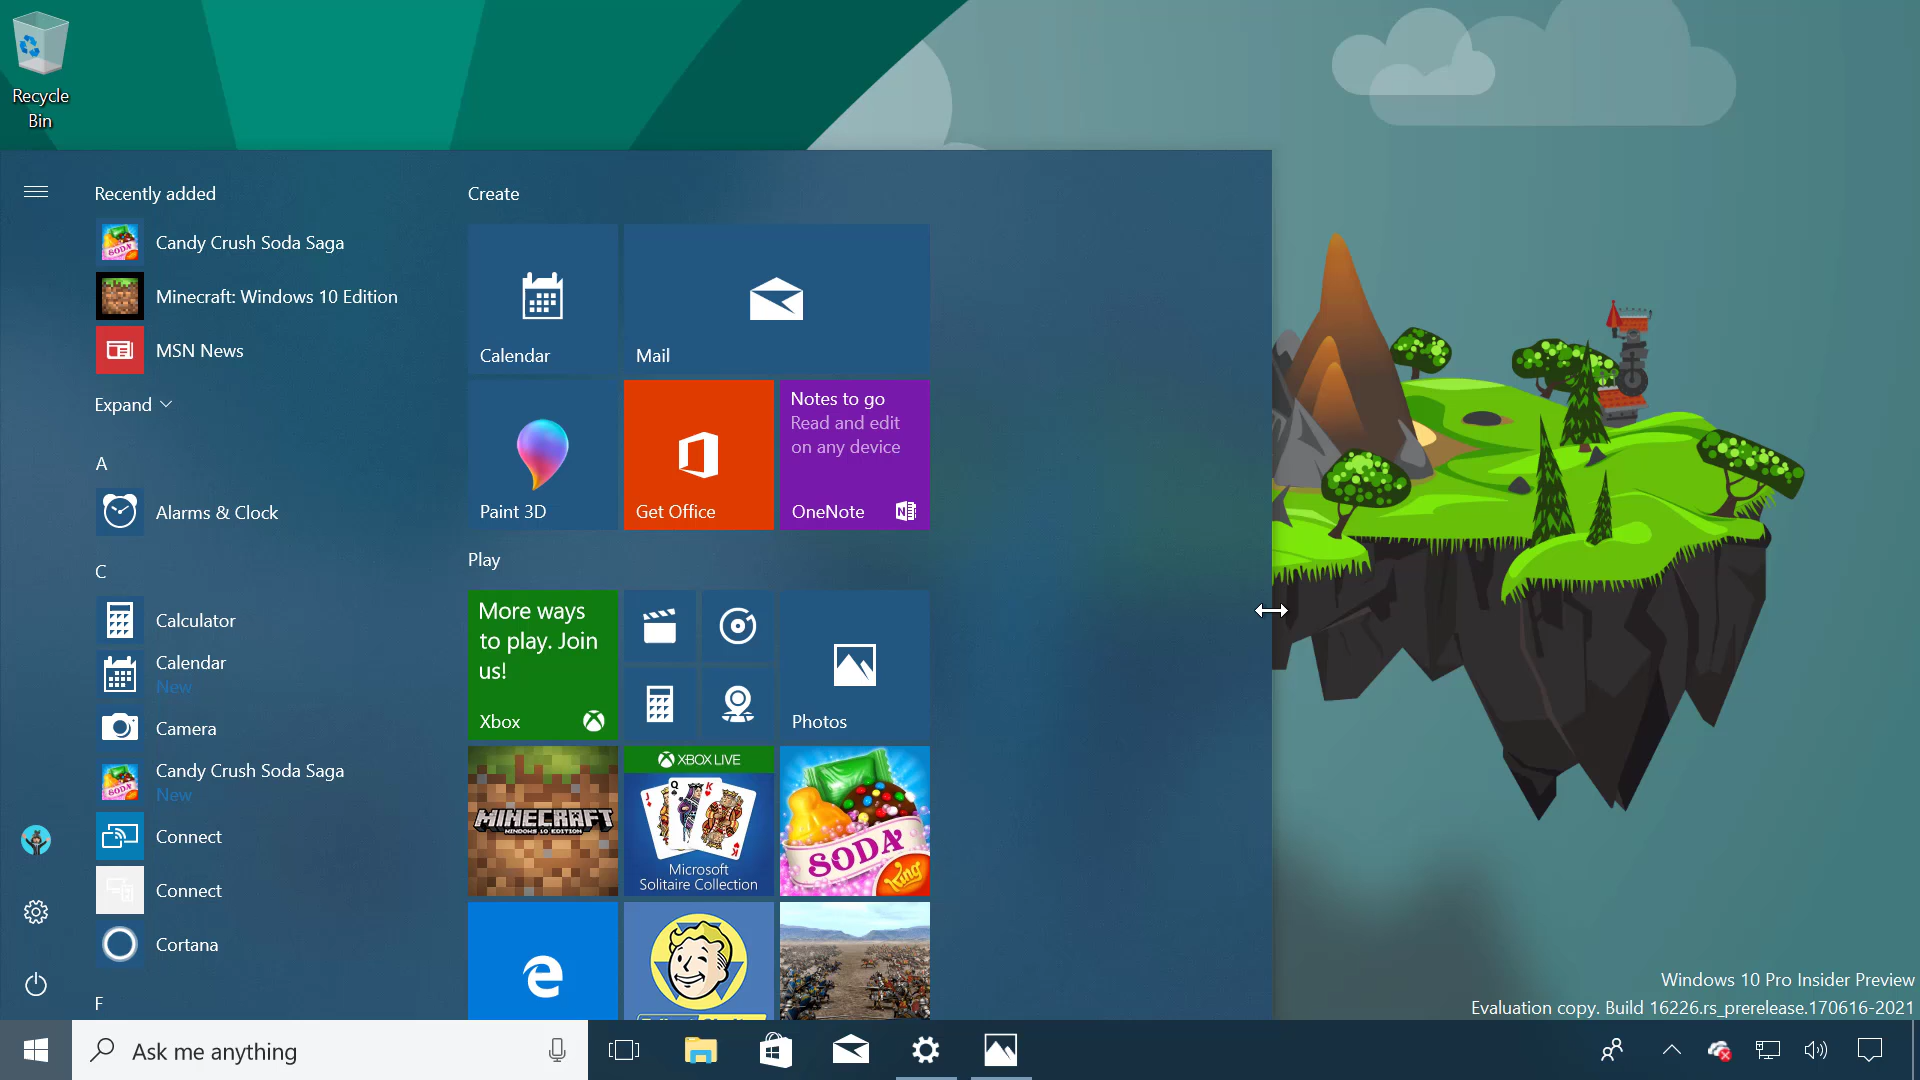 Recycle
Bin
Recently added
Candy Crush Soda Saga
Minecraft: Windows 10 Edition
MSN News
Expand
A
Alarms & Clock
C
Calculator
Calendar
New
Camera
Candy Crush Soda Saga
New
Connect
Connect
Cortana
F
Create
Calendar
Mail
Paint 3D
Get Office
Notes to go
Read and edit
on any device
OneNote
Play
More ways
to play. Join
us!
Xbox
Photos
MINECRAFT
WINDOWS 10 EDITION
XBOX LIVE
Microsoft
Solitaire Collection
SODA
King
Windows 10 Pro Insider Preview
Evaluation copy. Build 16226.rs_prerelease.170616-2021
Ask me anything